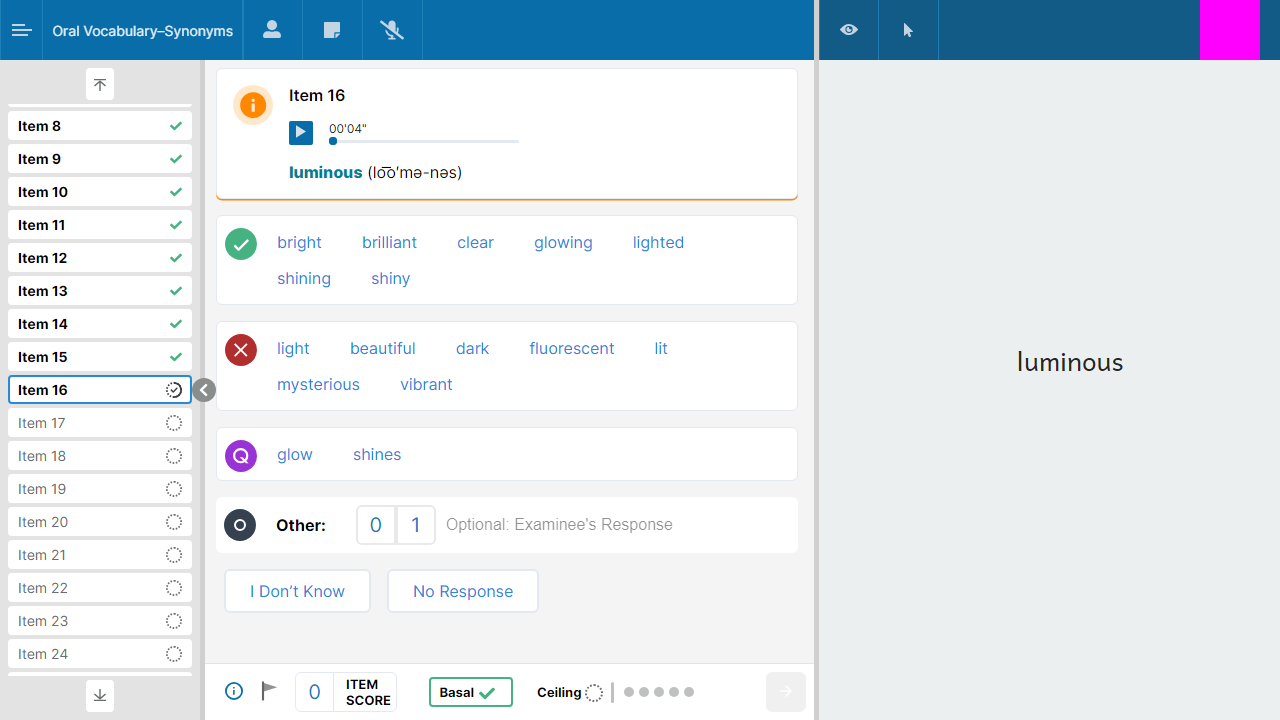 Oral Vocabulary–Synonyms
Item 8
Item 9
Item 10
Item 11
Item 12
Item 13
Item 14
Item 15
Item 16
Item 17
Item 18
Item 19
Item 20
Item 21
Item 22
Item 23
Item 24
Item 16
00'04"
luminous (lo͞o′mə-nəs)
bright brilliant clear glowing lighted
shining shiny
light beautiful dark fluorescent lit
mysterious vibrant
Q glow shines
Other: 0 1 Optional: Examinee's Response
I Don't Know No Response
0 ITEM SCORE Basal Ceiling
luminous